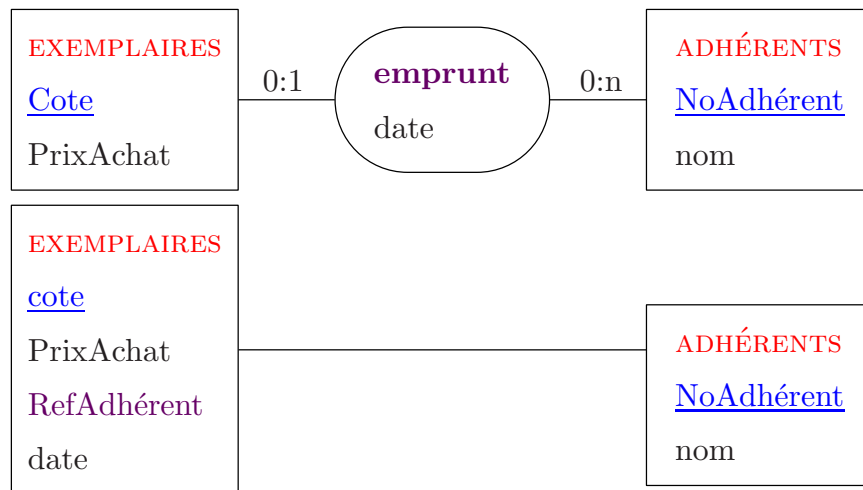 EXEMPLAIRES
Cote
PrixAchat
0:1
emprunt
date
0:n
ADHÉRENTS
NoAdhérent
nom
EXEMPLAIRES
cote
PrixAchat
RefAdhérent
date
ADHÉRENTS
NoAdhérent
nom